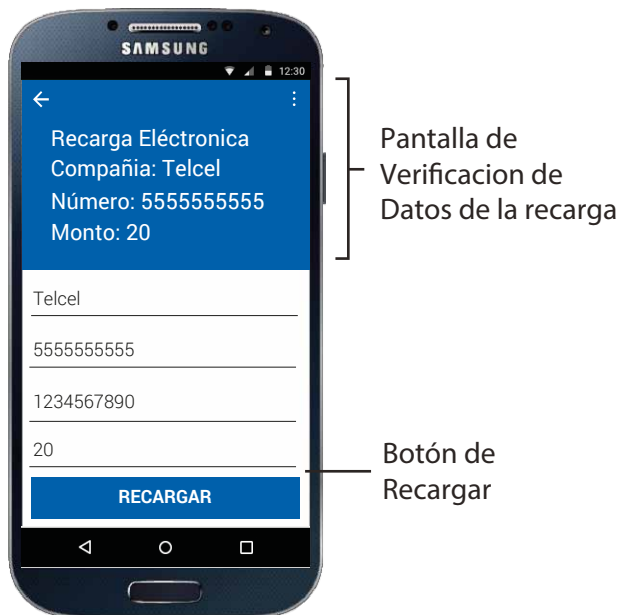 SAMSUNG
12:30
Recarga Eléctronica
Compañia: Telcel
Número: 5555555555
Monto: 20
Pantalla de
Verificacion de
Datos de la recarga
Telcel
5555555555
1234567890
20
Botón de
Recargar
RECARGAR